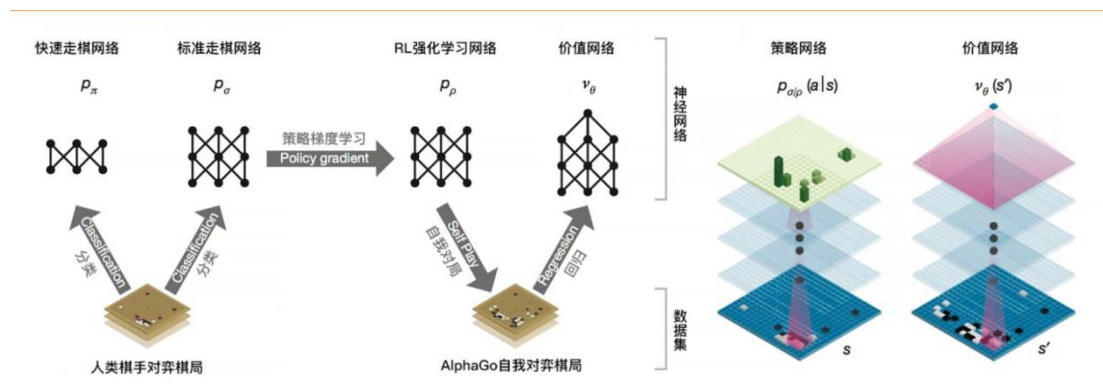 快速走棋网络
标准走棋网络
RL强化学习网络
价值网络
pπ
pσ
pρ
νθ
策略梯度学习
Policy gradient
Classification
分类
Classification
分类
Self Play
自我对局
Regression
回归
人类棋手对弈棋局
AlphaGo自我对弈棋局
神经网络
数据集
策略网络
价值网络
pσ/ρ (a|s)
νθ (s′)
s
s′